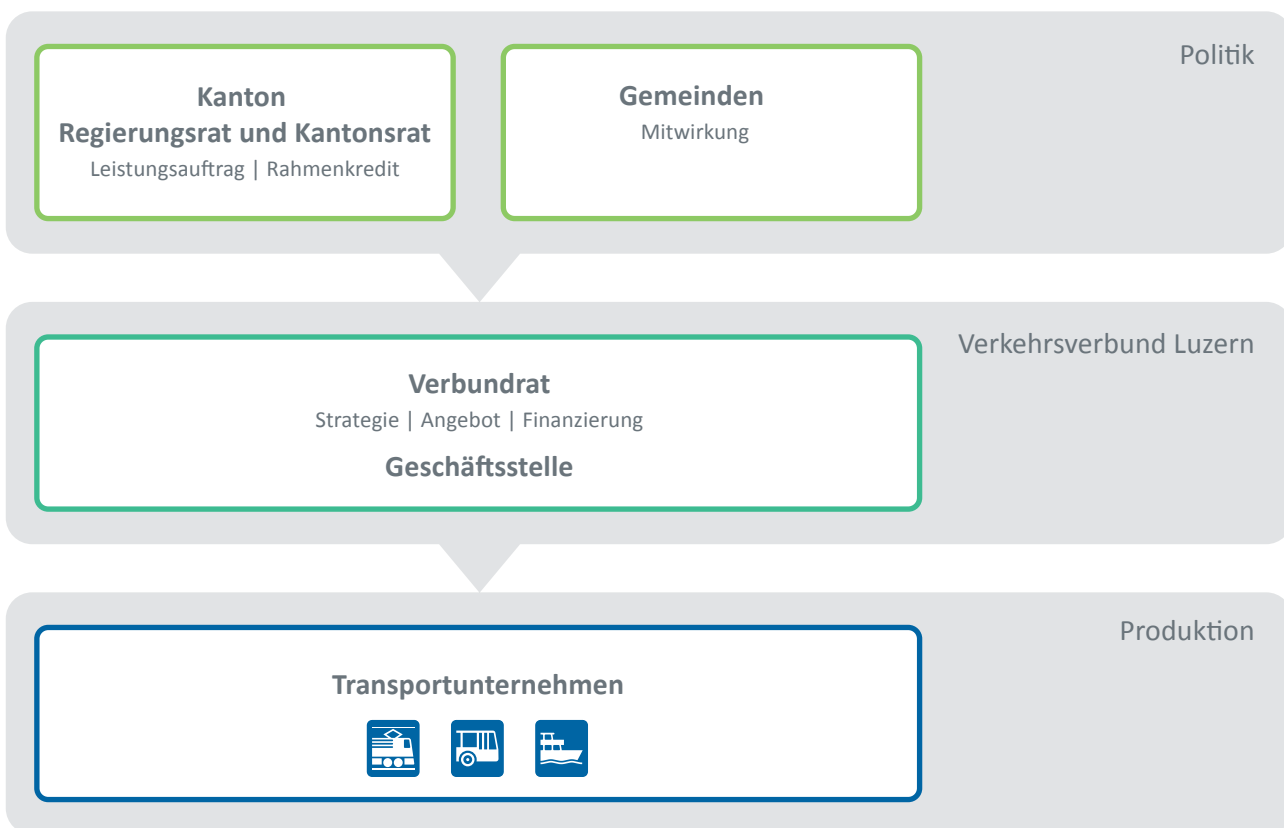 Politik
Kanton
Regierungsrat und Kantonsrat
Leistungsauftrag | Rahmenkredit
Gemeinden
Mitwirkung
Verkehrsverbund Luzern
Verbundrat
Strategie | Angebot | Finanzierung
Geschäftsstelle
Produktion
Transportunternehmen